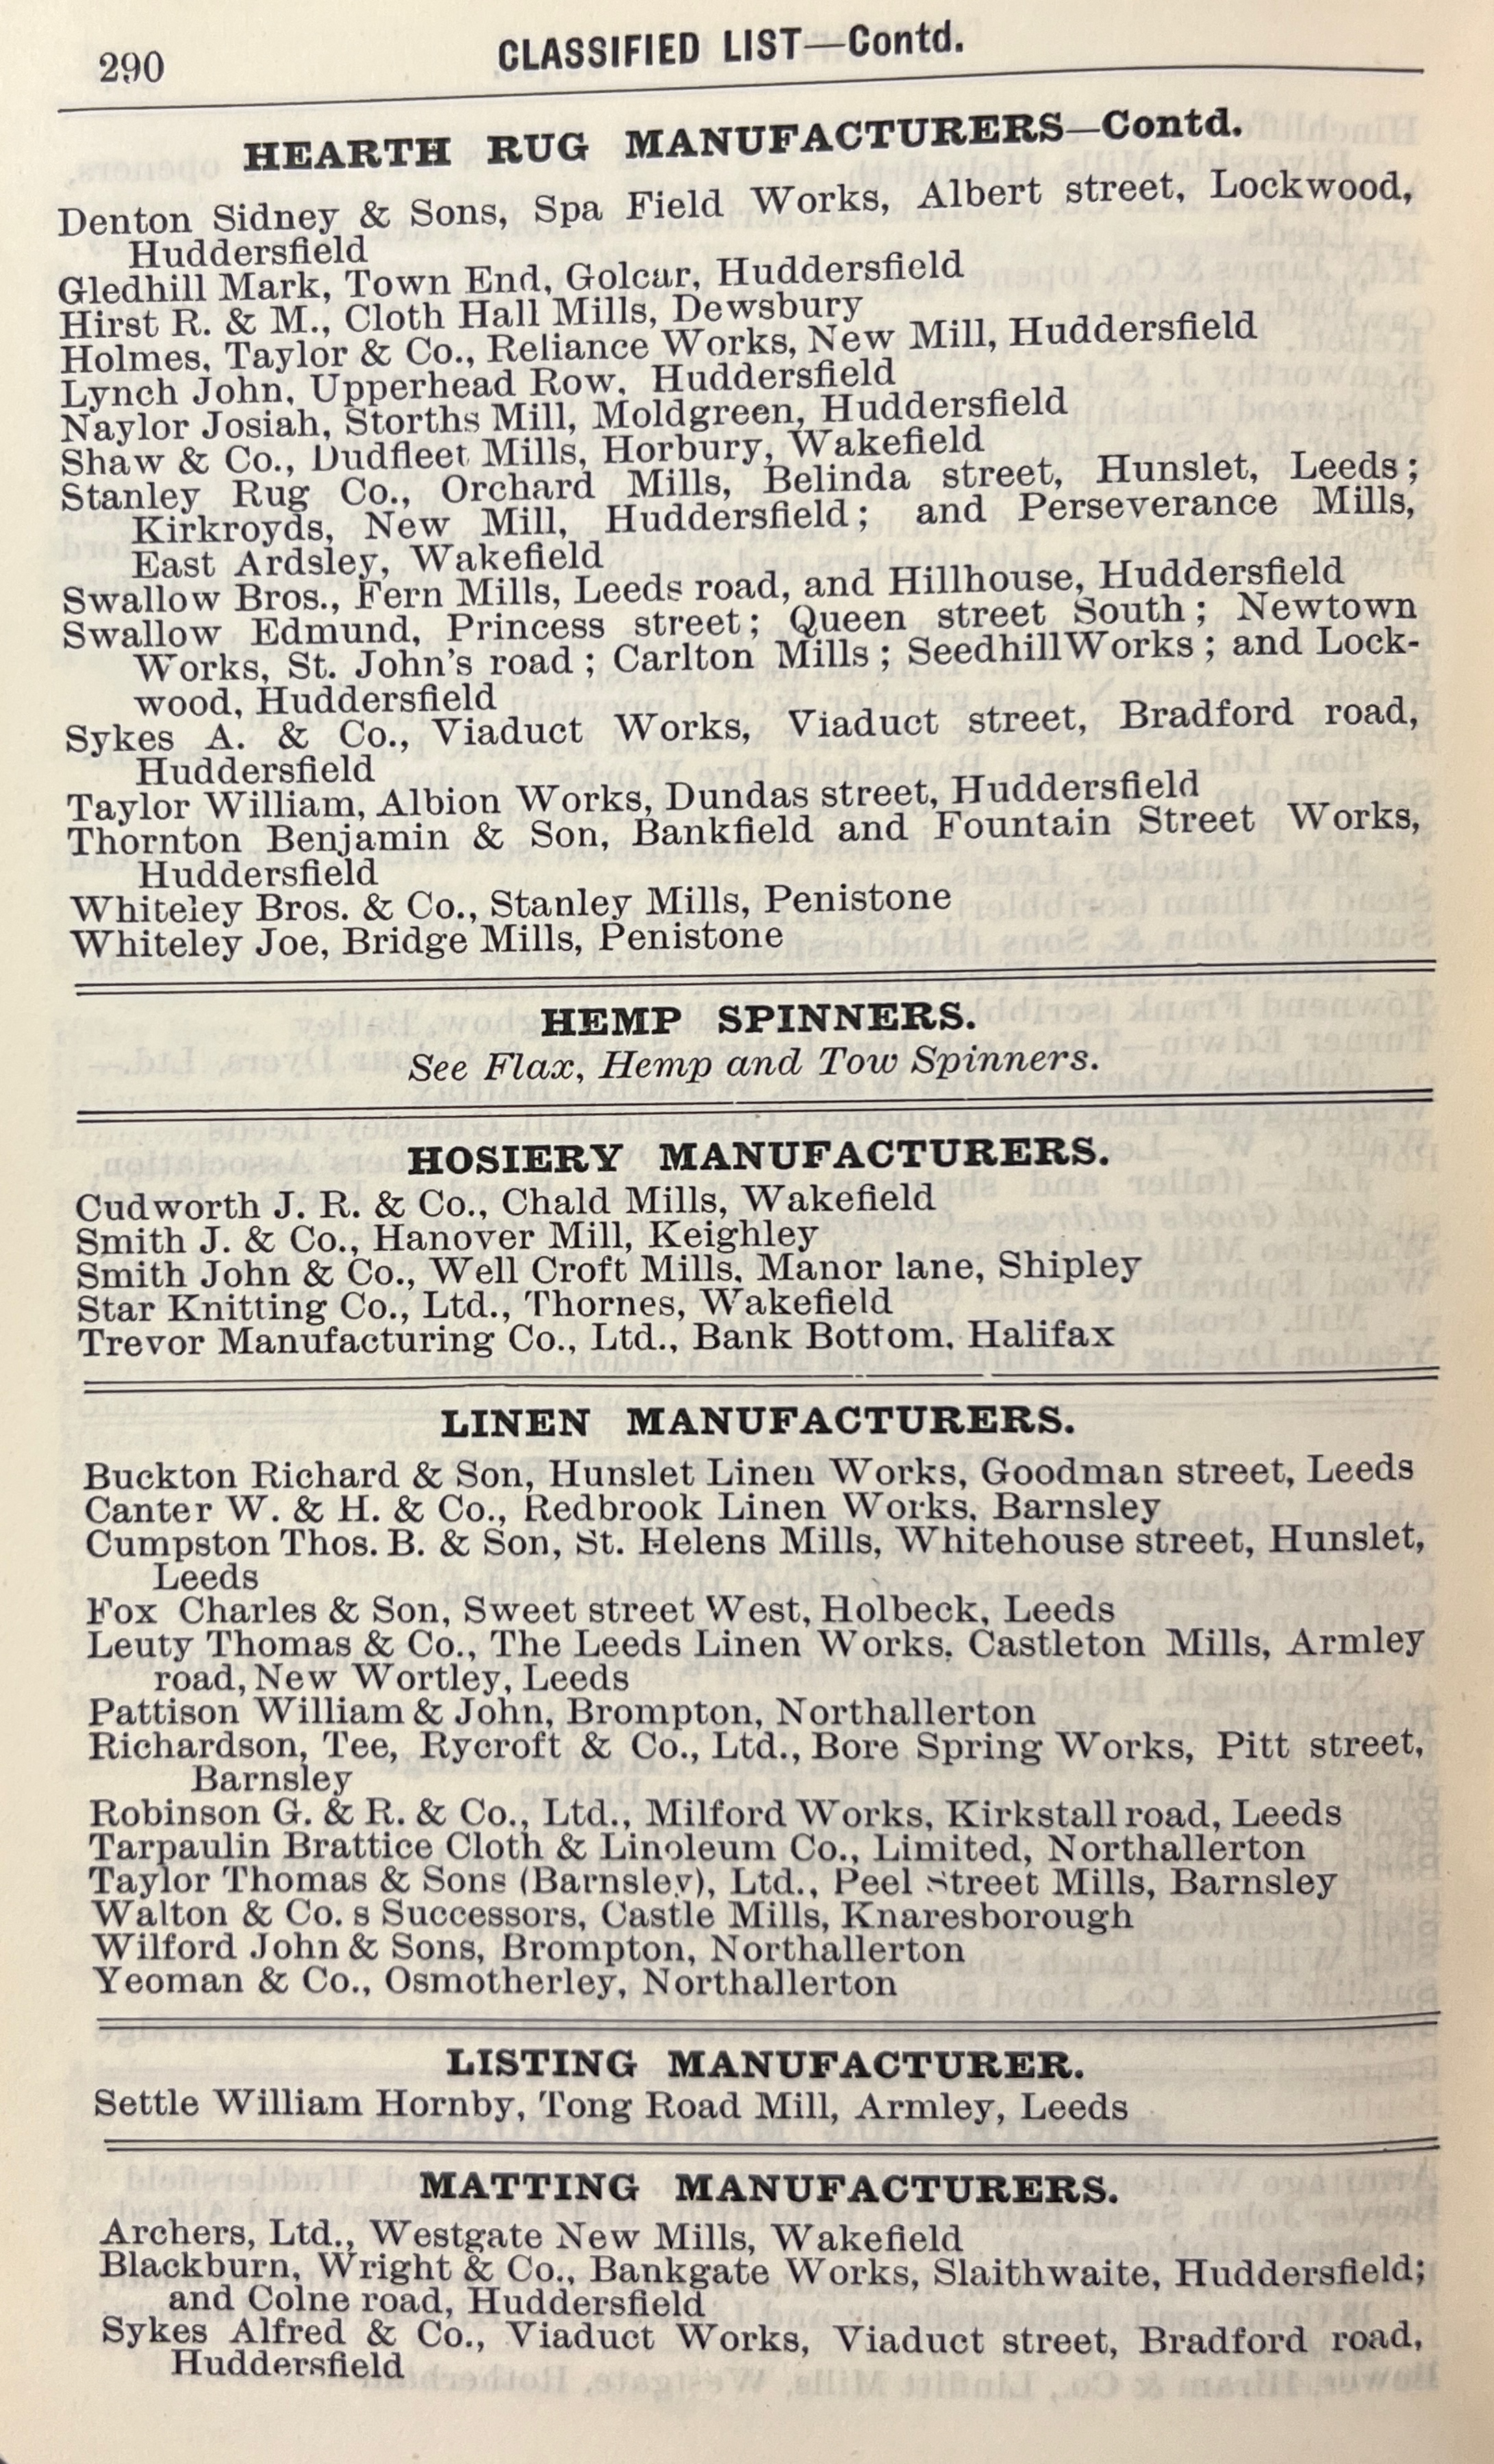 290
CLASSIFIED LIST—Contd.
HEARTH RUG MANUFACTURERS—Contd.
Denton Sidney & Sons, Spa Field Works, Albert street, Lockwood,
Huddersfield
Gledhill Mark, Town End, Golcar, Huddersfield
Hirst R. & M., Cloth Hall Mills, Dewsbury
Holmes, Taylor & Co., Reliance Works, New Mill, Huddersfield
Lynch John, Upperhead Row, Huddersfield
Naylor Josiah, Storths Mill, Moldgreen, Huddersfield
Shaw & Co., Dudfleet Mills, Horbury, Wakefield
Stanley Rug Co., Orchard Mills, Belinda street, Hunslet, Leeds;
Kirkroyds, New Mill, Huddersfield; and Perseverance Mills,
East Ardsley, Wakefield
Swallow Bros., Fern Mills, Leeds road, and Hillhouse, Huddersfield
Swallow Edmund, Princess street; Queen street South; Newtown
Works, St. John's road; Carlton Mills; Seedhill Works; and Lock-
wood, Huddersfield
Sykes A. & Co., Viaduct Works, Viaduct street, Bradford road,
Huddersfield
Taylor William, Albion Works, Dundas street, Huddersfield
Thornton Benjamin & Son, Bankfield and Fountain Street Works,
Huddersfield
Whiteley Bros. & Co., Stanley Mills, Penistone
Whiteley Joe, Bridge Mills, Penistone
HEMP SPINNERS.
See Flax, Hemp and Tow Spinners.
HOSIERY MANUFACTURERS.
Cudworth J. R. & Co., Chald Mills, Wakefield
Smith J. & Co., Hanover Mill, Keighley
Smith John & Co., Well Croft Mills, Manor lane, Shipley
Star Knitting Co., Ltd., Thornes, Wakefield
Trevor Manufacturing Co., Ltd., Bank Bottom, Halifax
LINEN MANUFACTURERS.
Buckton Richard & Son, Hunslet Linen Works, Goodman street, Leeds
Canter W. & H. & Co., Redbrook Linen Works, Barnsley
Cumpston Thos. B. & Son, St. Helens Mills, Whitehouse street, Hunslet,
Leeds
Fox Charles & Son, Sweet street West, Holbeck, Leeds
Leuty Thomas & Co., The Leeds Linen Works, Castleton Mills, Armley
road, New Wortley, Leeds
Pattison William & John, Brompton, Northallerton
Richardson, Tee, Rycroft & Co., Ltd., Bore Spring Works, Pitt street,
Barnsley
Robinson G. & R. & Co., Ltd., Milford Works, Kirkstall road, Leeds
Tarpaulin Brattice Cloth & Linoleum Co., Limited, Northallerton
Taylor Thomas & Sons (Barnsley), Ltd., Peel Street Mills, Barnsley
Walton & Co. s Successors, Castle Mills, Knaresborough
Wilford John & Sons, Brompton, Northallerton
Yeoman & Co., Osmotherley, Northallerton
LISTING MANUFACTURER.
Settle William Hornby, Tong Road Mill, Armley, Leeds
MATTING MANUFACTURERS.
Archers, Ltd., Westgate New Mills, Wakefield
Blackburn, Wright & Co., Bankgate Works, Slaithwaite, Huddersfield;
and Colne road, Huddersfield
Sykes Alfred & Co., Viaduct Works, Viaduct street, Bradford road,
Huddersfield